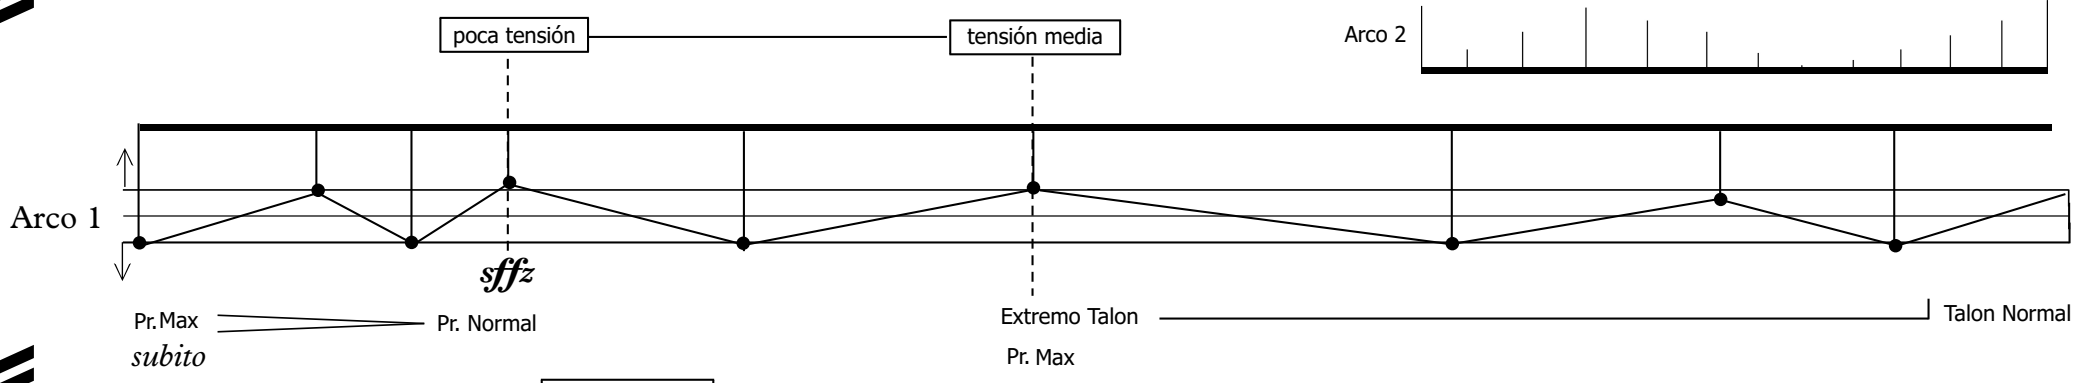 poca tensión
tensión media
Arco 2
Arco 1
sffz
Pr.Max
Pr. Normal
Extremo Talon
Talon Normal
subito
Pr. Max